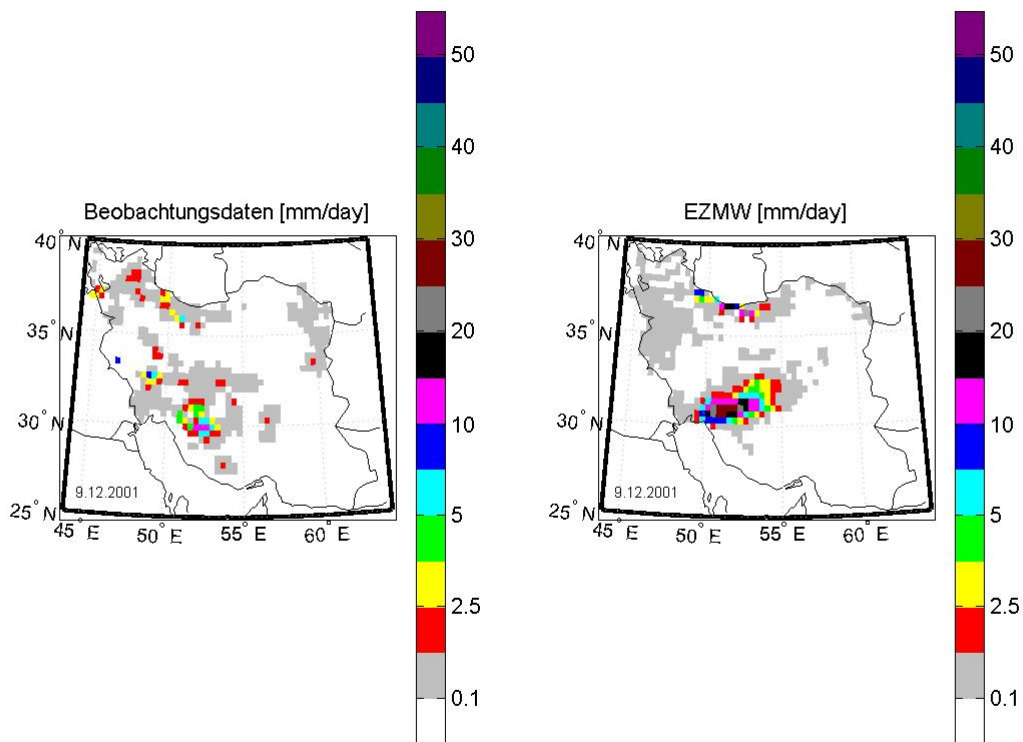 Beobachtungsdaten [mm/day]
40° N
35° N
30° N
25° N
45° E
50° E
55° E
60° E
9.12.2001
50
40
30
20
10
5
2.5
0.1
EZMW [mm/day]
40° N
35° N
30° N
25° N
45° E
50° E
55° E
60° E
9.12.2001
50
40
30
20
10
5
2.5
0.1